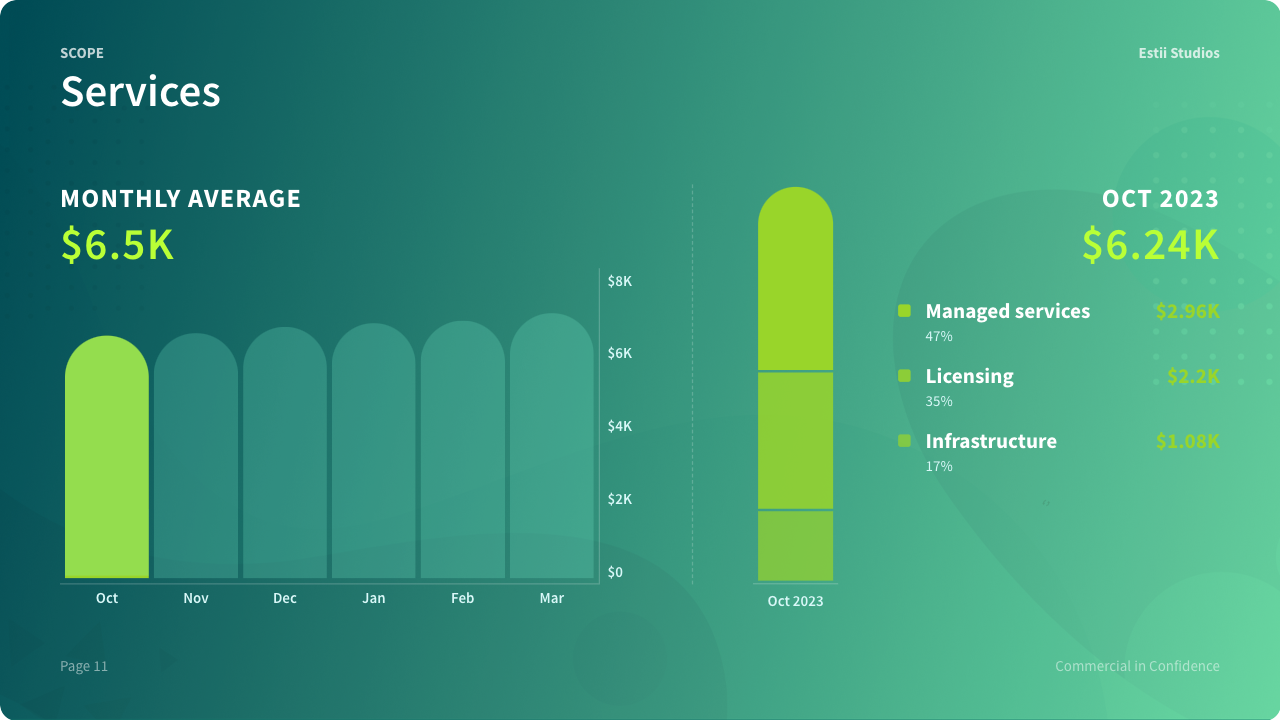 SCOPE
Estii Studios
Services
MONTHLY AVERAGE
$6.5K
$8K
$6K
$4K
$2K
$0
Oct Nov Dec Jan Feb Mar
Oct 2023
OCT 2023
$6.24K
Managed services $2.96K
47%
Licensing $2.2K
35%
Infrastructure $1.08K
17%
Page 11
Commercial in Confidence